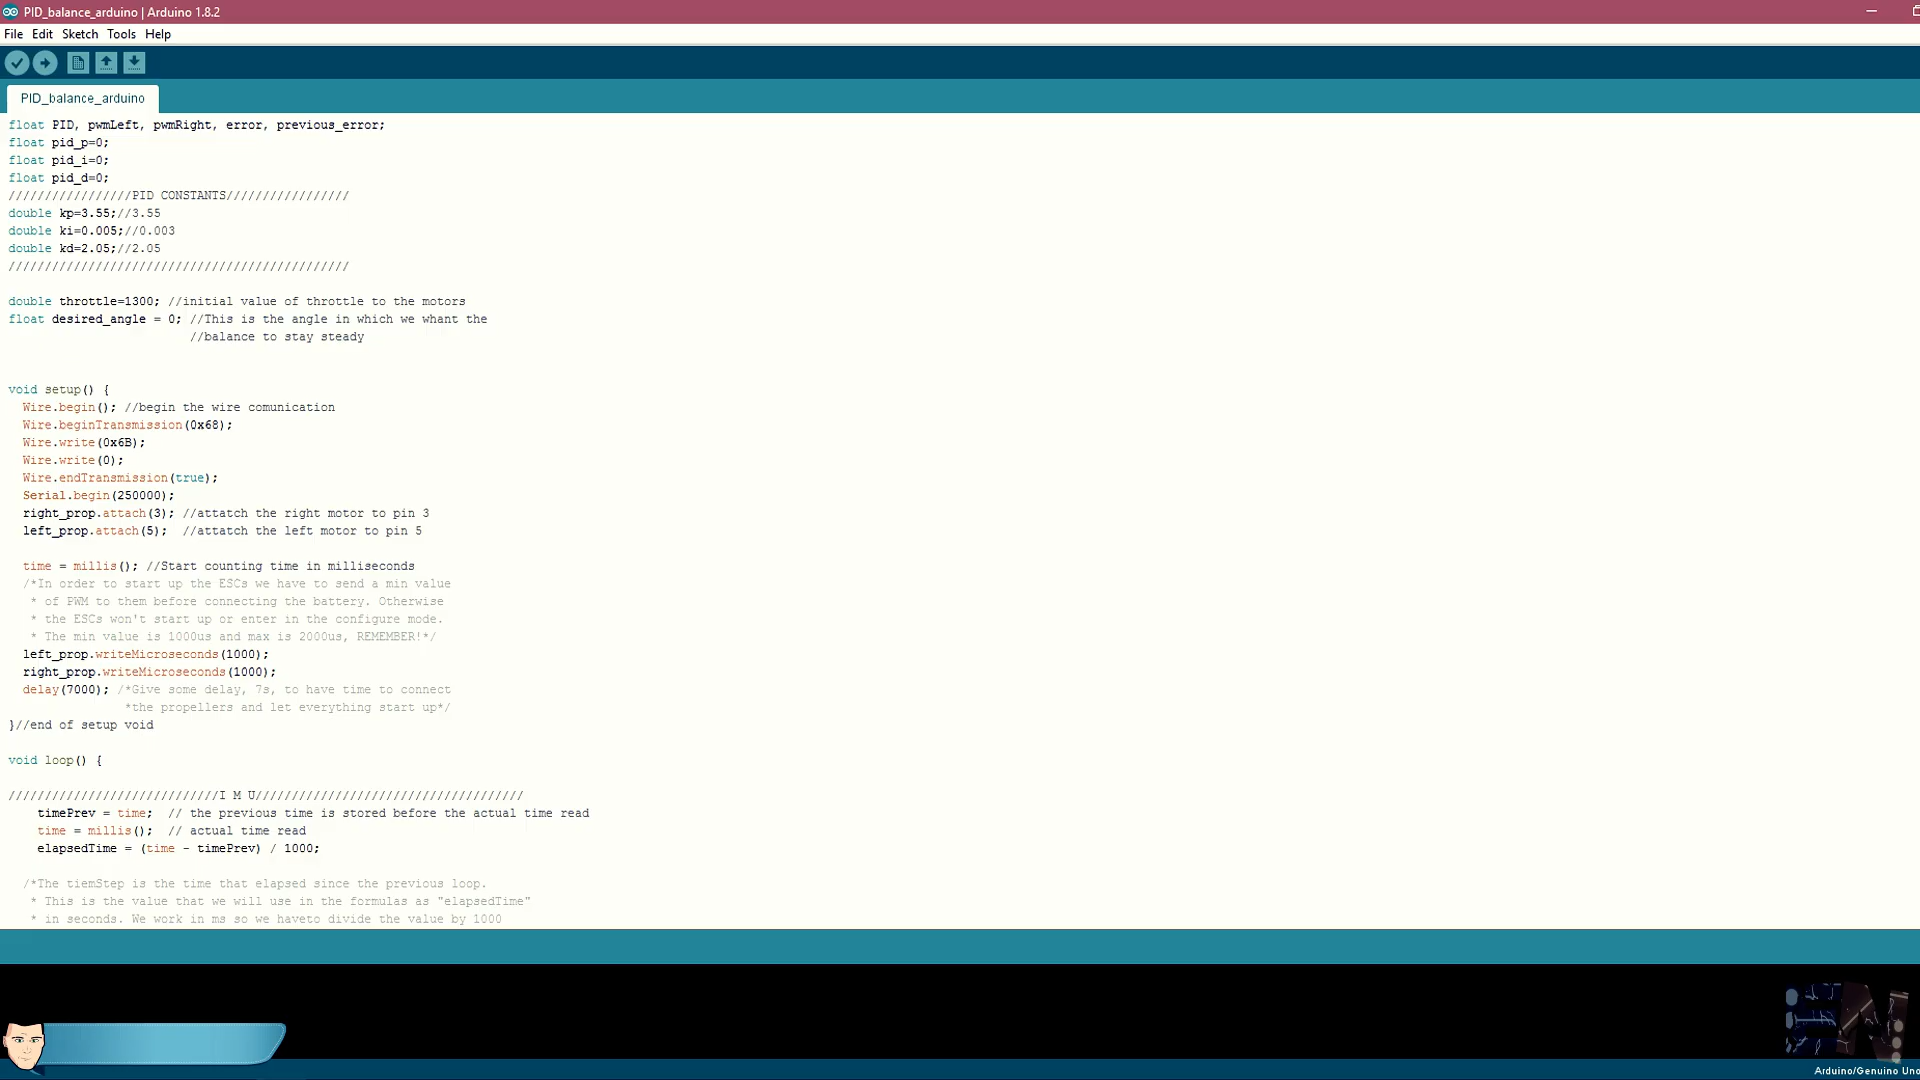 PID_balance_arduino | Arduino 1.8.2
File Edit Sketch Tools Help
PID_balance_arduino
float PID, pwmLeft, pwmRight, error, previous_error;
float pid_p=0;
float pid_i=0;
float pid_d=0;
/////////////////PID CONSTANTS/////////////////
double kp=3.55;//3.55
double ki=0.005;//0.003
double kd=2.05;//2.05
///////////////////////////////////////////////
double throttle=1300; //initial value of throttle to the motors
float desired_angle = 0; //This is the angle in which we whant the
//balance to stay steady
void setup() {
Wire.begin(); //begin the wire comunication
Wire.beginTransmission(0x68);
Wire.write(0x6B);
Wire.write(0);
Wire.endTransmission(true);
Serial.begin(250000);
right_prop.attach(3); //attatch the right motor to pin 3
left_prop.attach(5);  //attatch the left motor to pin 5
time = millis(); //Start counting time in milliseconds
/*In order to start up the ESCs we have to send a min value
* of PWM to them before connecting the battery. Otherwise
* the ESCs won't start up or enter in the configure mode.
* The min value is 1000us and max is 2000us, REMEMBER!*/
left_prop.writeMicroseconds(1000);
right_prop.writeMicroseconds(1000);
delay(7000); /*Give some delay, 7s, to have time to connect
*the propellers and let everything start up*/
}//end of setup void
void loop() {
/////////////////////////////I M U/////////////////////////////////////
timePrev = time;  // the previous time is stored before the actual time read
time = millis();  // actual time read
elapsedTime = (time - timePrev) / 1000;
/*The tiemStep is the time that elapsed since the previous loop.
* This is the value that we will use in the formulas as "elapsedTime"
* in seconds. We work in ms so we haveto divide the value by 1000
Arduino/Genuino Uno